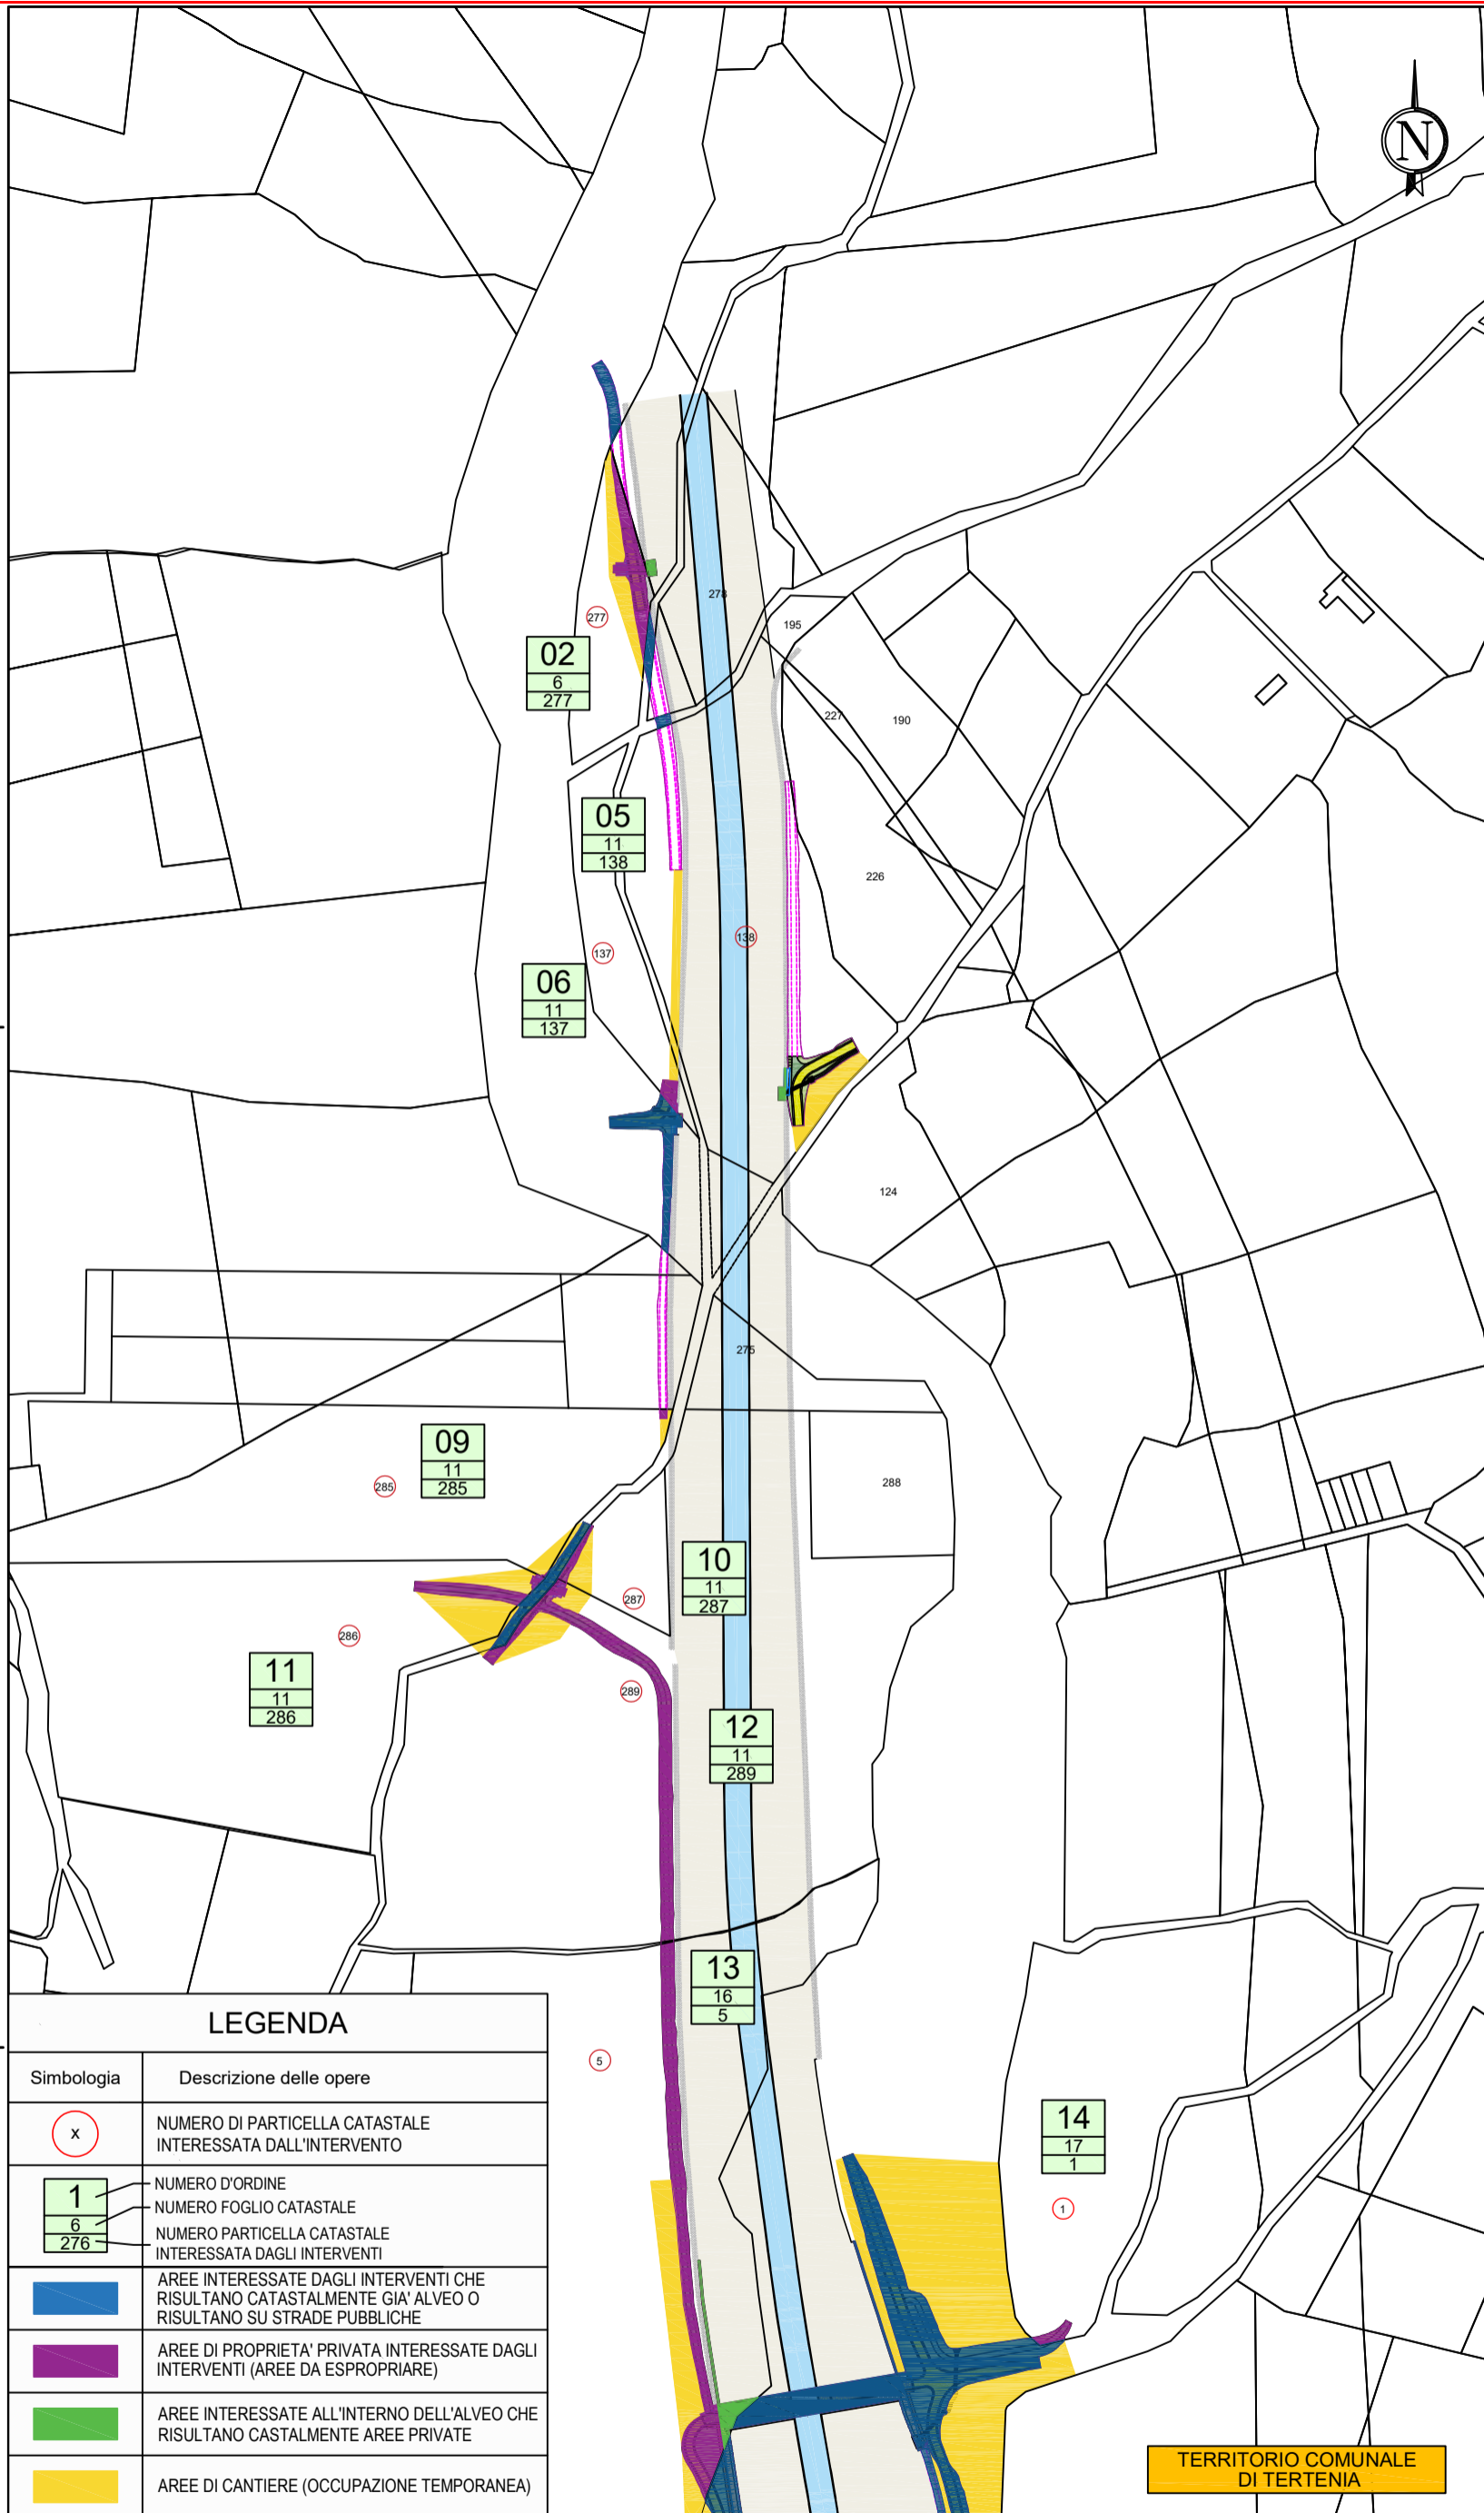 N
278
195
277
02
6
277
227
190
05
11
138
226
138
137
06
11
137
124
275
09
11
285
285
288
10
11
287
287
286
11
11
286
289
12
11
289
13
16
5
5
14
17
1
1
LEGENDA
Simbologia
Descrizione delle opere
x
NUMERO DI PARTICELLA CATASTALE
INTERESSATA DALL'INTERVENTO
1
6
276
NUMERO D'ORDINE
NUMERO FOGLIO CATASTALE
NUMERO PARTICELLA CATASTALE
INTERESSATA DAGLI INTERVENTI
AREE INTERESSATE DAGLI INTERVENTI CHE
RISULTANO CATASTALMENTE GIA' ALVEO O
RISULTANO SU STRADE PUBBLICHE
AREE DI PROPRIETA' PRIVATA INTERESSATE DAGLI
INTERVENTI (AREE DA ESPROPRIARE)
AREE INTERESSATE ALL'INTERNO DELL'ALVEO CHE
RISULTANO CASTALMENTE AREE PRIVATE
AREE DI CANTIERE (OCCUPAZIONE TEMPORANEA)
TERRITORIO COMUNALE
DI TERTENIA